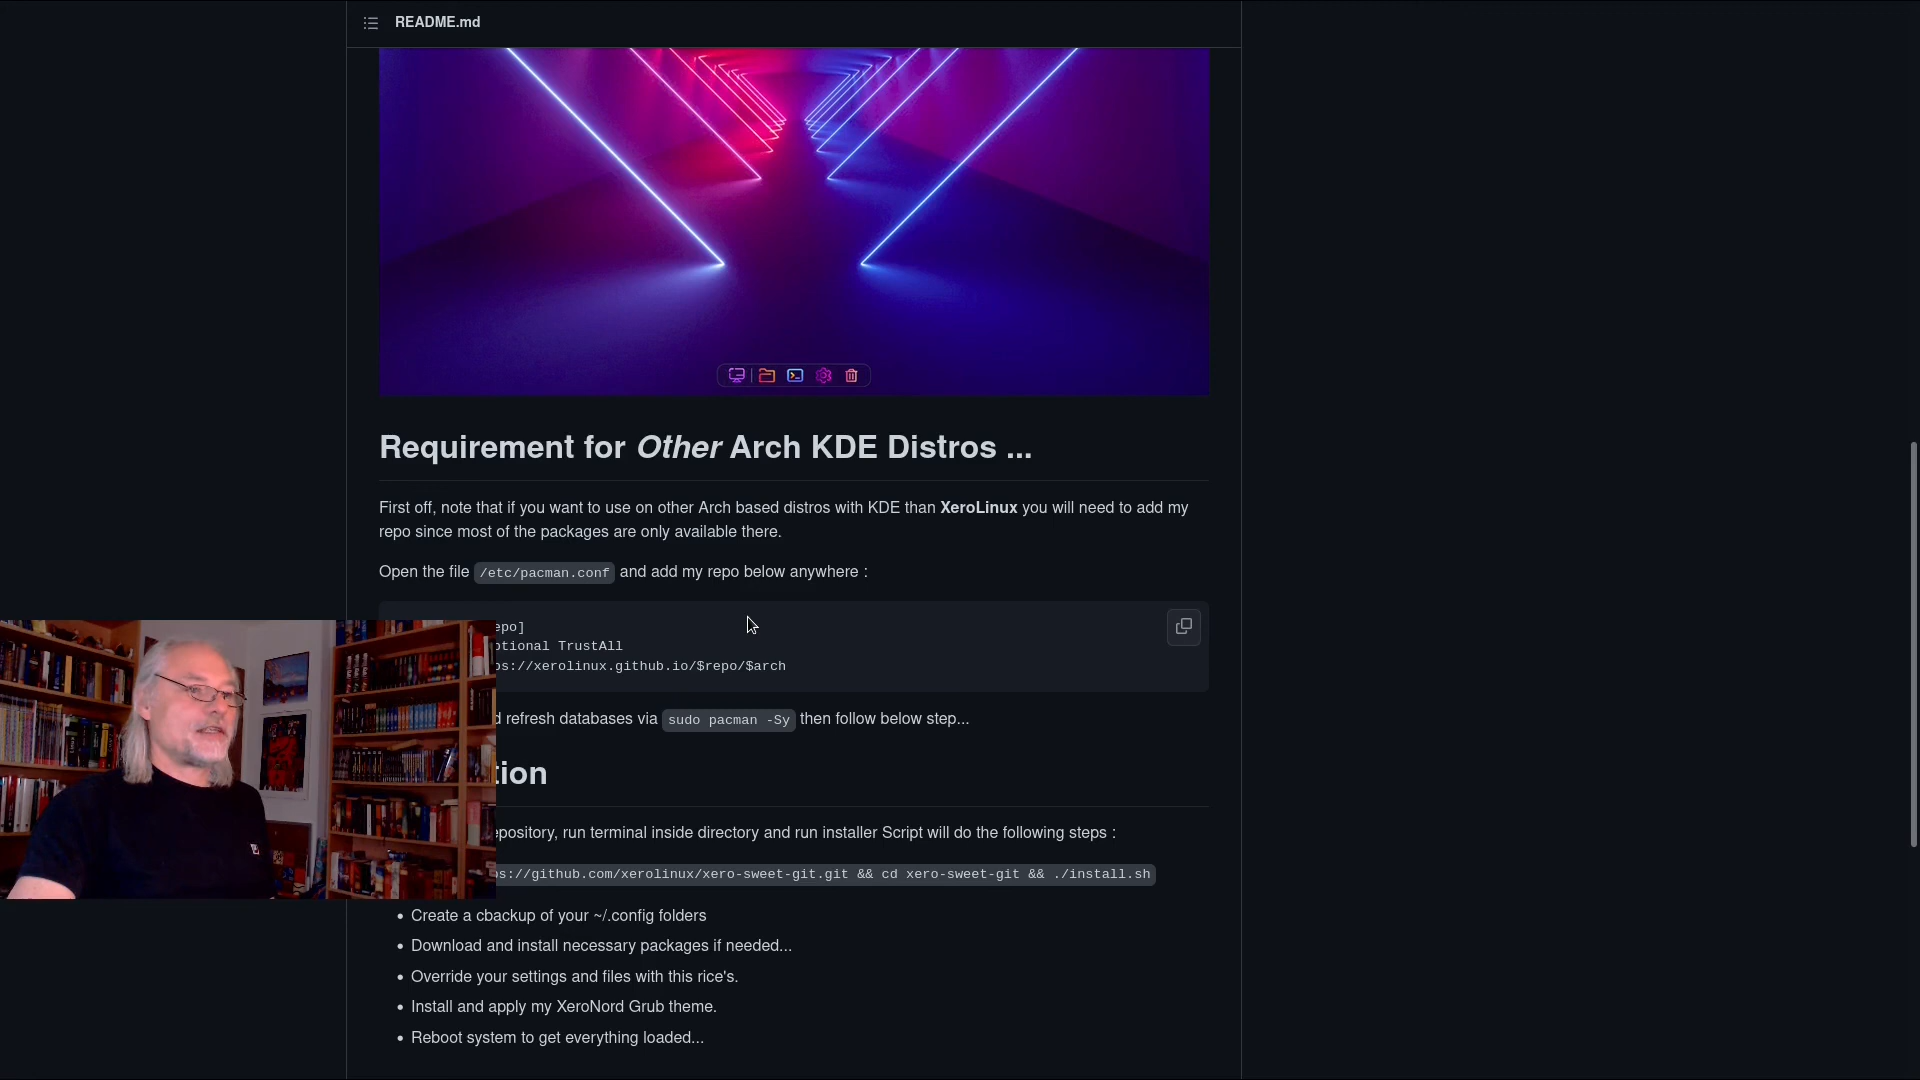 README.md
Requirement for Other Arch KDE Distros ...
First off, note that if you want to use on other Arch based distros with KDE than XeroLinux you will need to add my
repo since most of the packages are only available there.
Open the file /etc/pacman.conf and add my repo below anywhere :
epo]
ptional TrustAll
ps://xerolinux.github.io/$repo/$arch
d refresh databases via sudo pacman -Sy then follow below step...
tion
epository, run terminal inside directory and run installer Script will do the following steps :
ps://github.com/xerolinux/xero-sweet-git.git && cd xero-sweet-git && ./install.sh
• Create a cbackup of your ~/.config folders
• Download and install necessary packages if needed...
• Override your settings and files with this rice's.
• Install and apply my XeroNord Grub theme.
• Reboot system to get everything loaded...